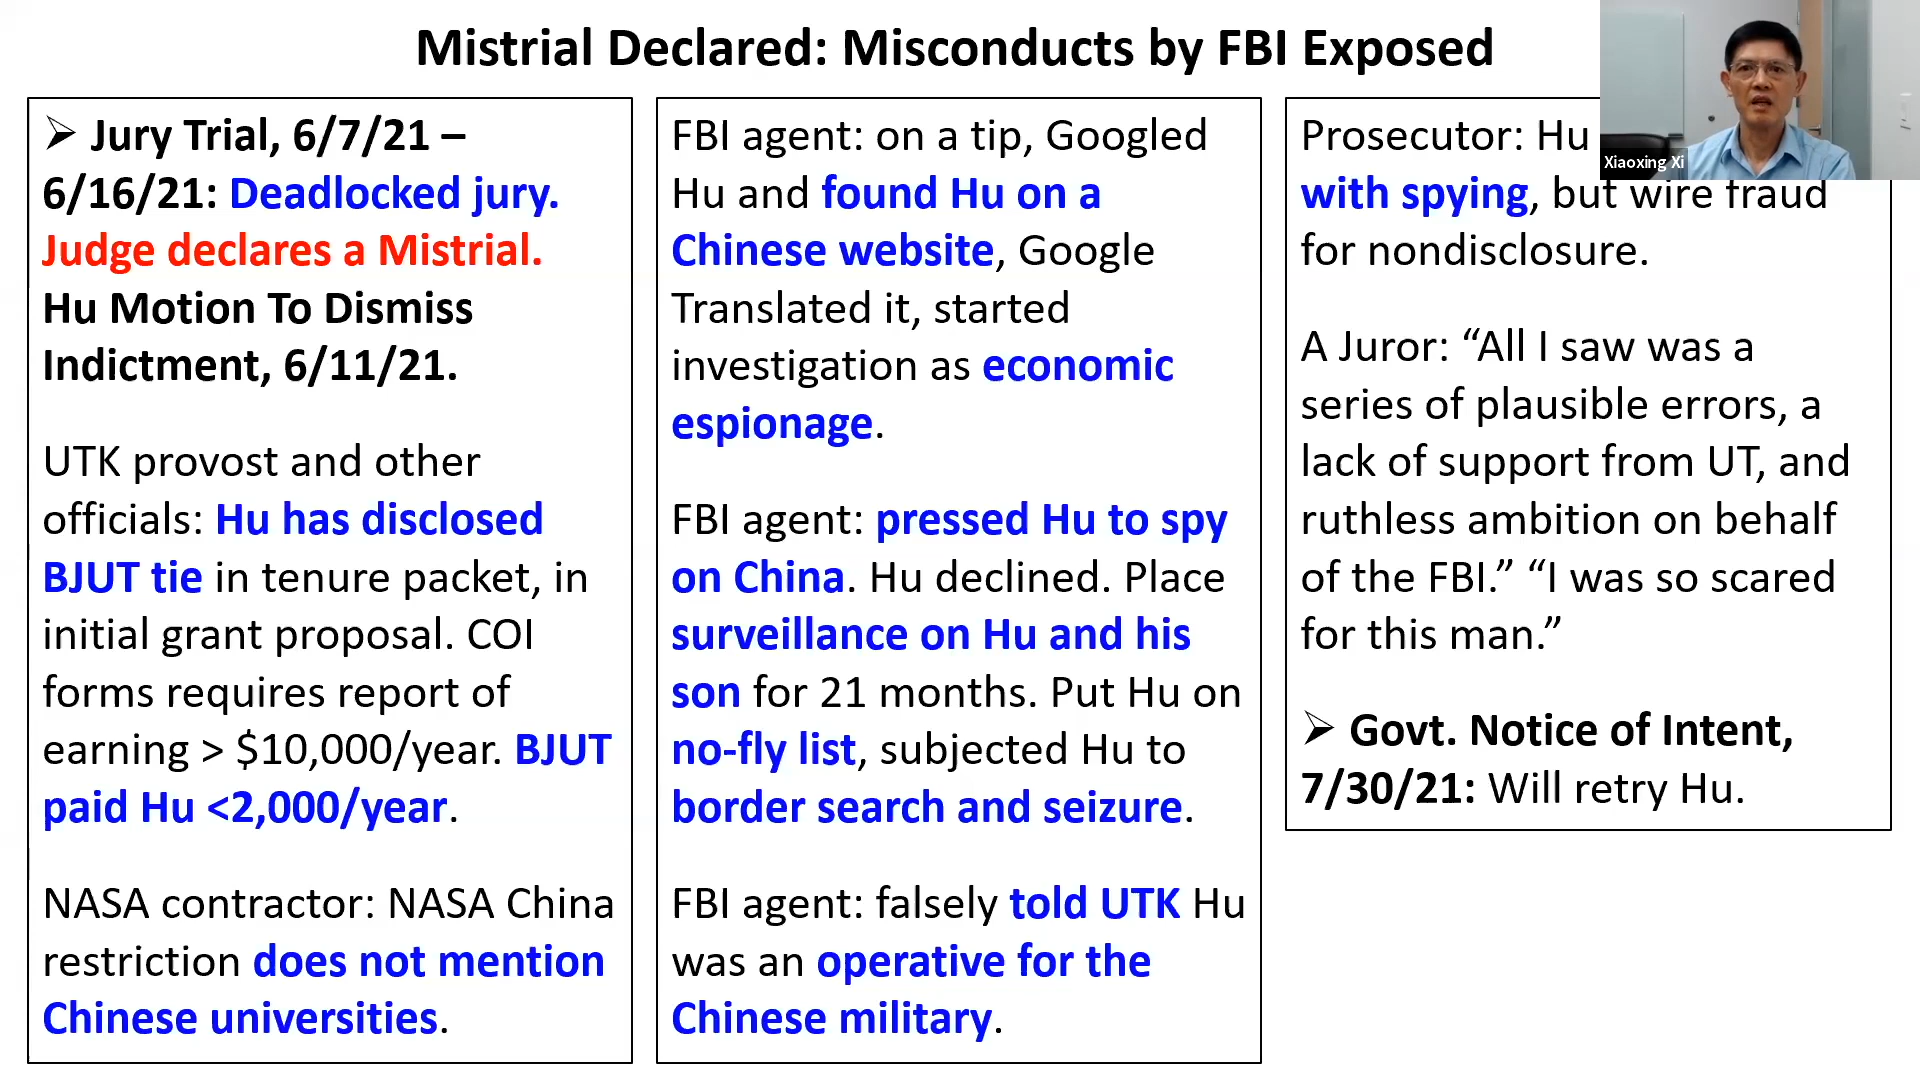 Mistrial Declared: Misconducts by FBI Exposed
➢ Jury Trial, 6/7/21 –
6/16/21: Deadlocked jury.
Judge declares a Mistrial.
Hu Motion To Dismiss
Indictment, 6/11/21.
UTK provost and other
officials: Hu has disclosed
BJUT tie in tenure packet, in
initial grant proposal. COI
forms requires report of
earning > $10,000/year. BJUT
paid Hu <2,000/year.
NASA contractor: NASA China
restriction does not mention
Chinese universities.
FBI agent: on a tip, Googled
Hu and found Hu on a
Chinese website, Google
Translated it, started
investigation as economic
espionage.
FBI agent: pressed Hu to spy
on China. Hu declined. Place
surveillance on Hu and his
son for 21 months. Put Hu on
no-fly list, subjected Hu to
border search and seizure.
FBI agent: falsely told UTK Hu
was an operative for the
Chinese military.
Prosecutor: Hu
with spying, but wire fraud
for nondisclosure.
A Juror: “All I saw was a
series of plausible errors, a
lack of support from UT, and
ruthless ambition on behalf
of the FBI.” “I was so scared
for this man.”
➢ Govt. Notice of Intent,
7/30/21: Will retry Hu.
Xiaoxing Xi